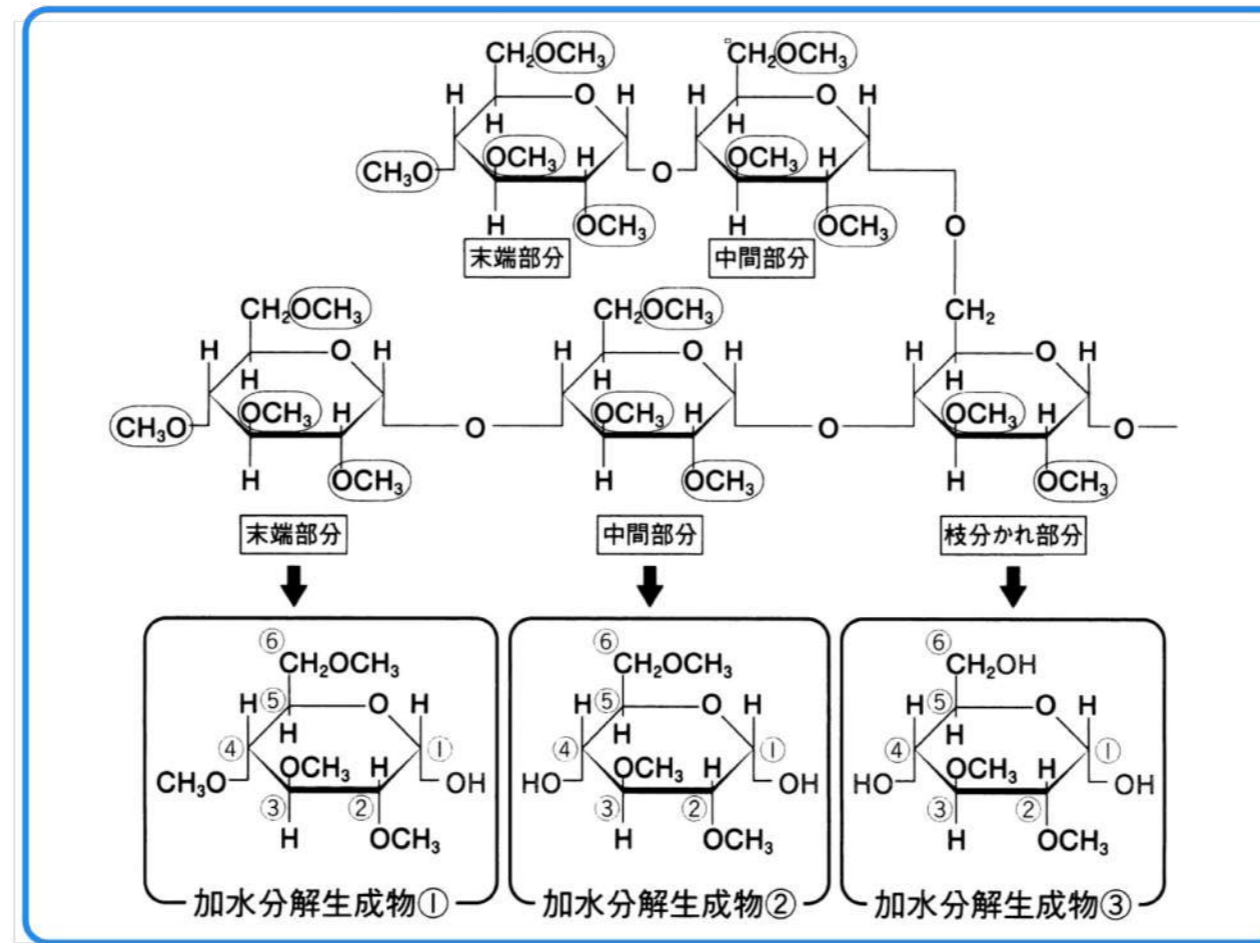 CH₂OCH₃ CH₂OCH₃
H O H H O H
H H
CH₃O OCH₃ H O OCH₃ H
H OCH₃ H OCH₃ O
末端部分 中間部分
CH₂OCH₃ CH₂OCH₃ CH₂
H O H H O H H O H
H H H
CH₃O OCH₃ H O OCH₃ H O OCH₃ H O
H OCH₃ H OCH₃ H OCH₃
末端部分 中間部分 枝分かれ部分
⑥ ⑥ ⑥
CH₂OCH₃ CH₂OCH₃ CH₂OH
H ⑤ O H H ⑤ O H H ⑤ O H
④ H ① ④ H ① ④ H ①
CH₃O OCH₃ H OH HO OCH₃ H OH HO OCH₃ H OH
③ ② ③ ② ③ ②
H OCH₃ H OCH₃ H OCH₃
加水分解生成物① 加水分解生成物② 加水分解生成物③